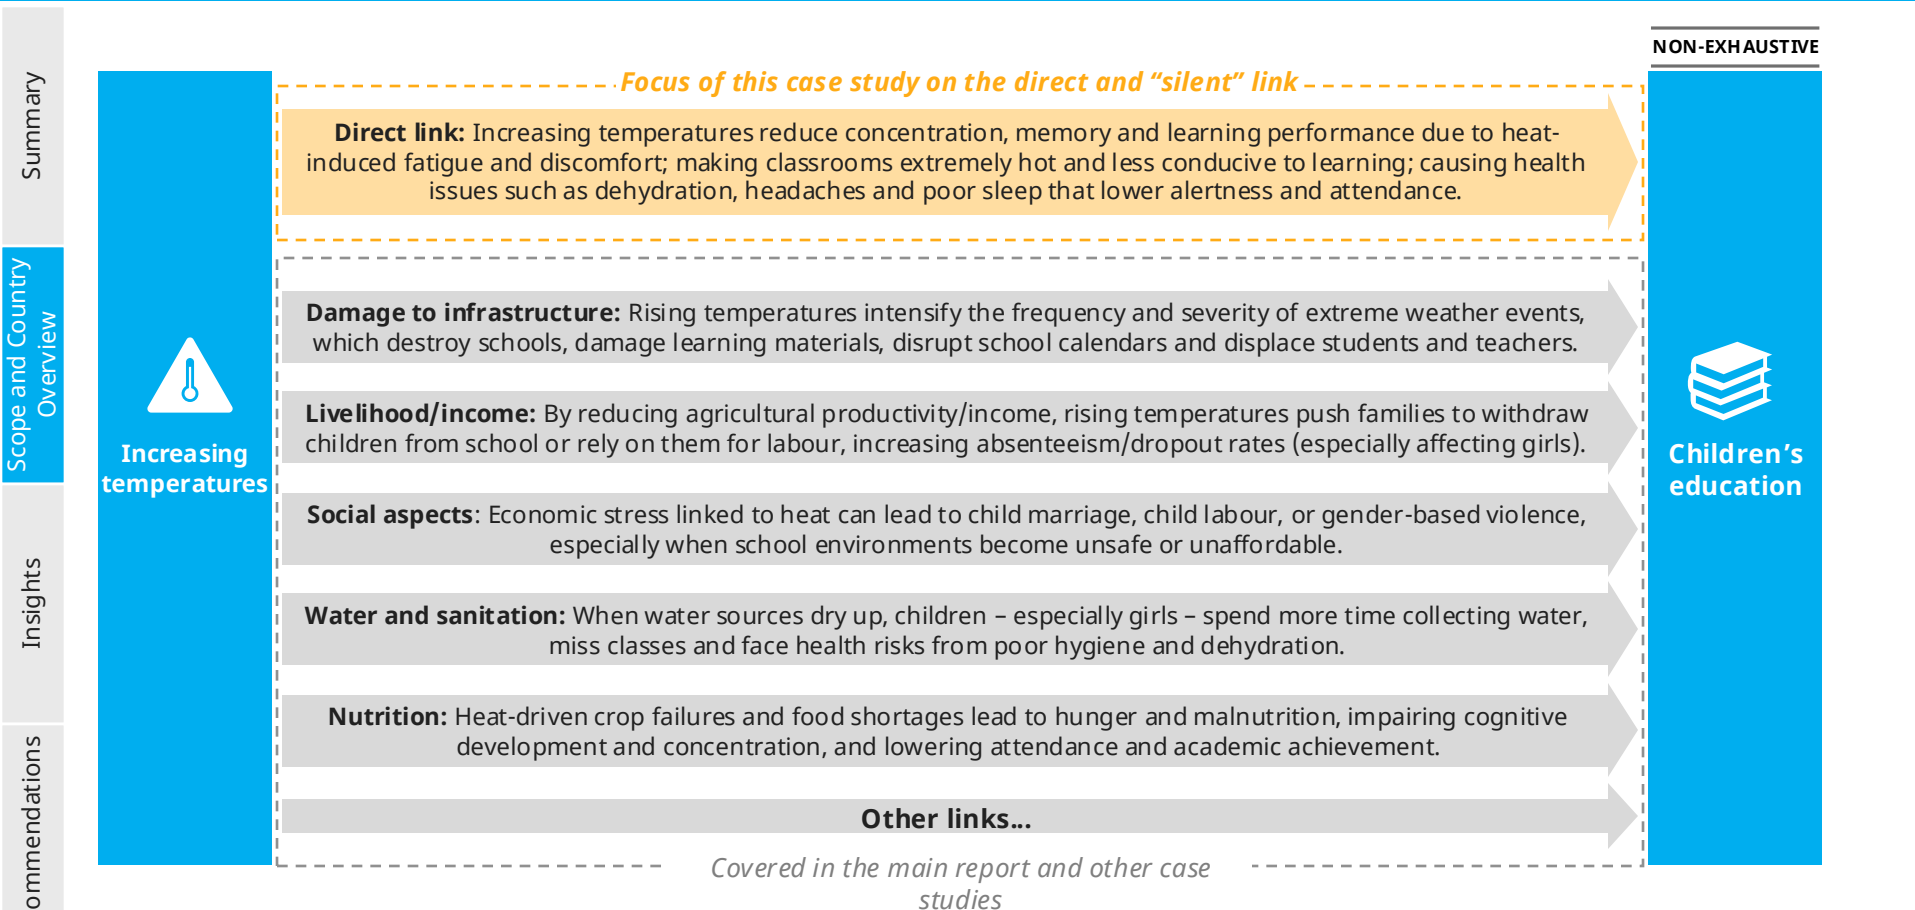 Summary
Scope and Country
Overview
Insights
ommendations
NON-EXHAUSTIVE
Increasing
temperatures
Focus of this case study on the direct and “silent” link
Direct link: Increasing temperatures reduce concentration, memory and learning performance due to heat-
induced fatigue and discomfort; making classrooms extremely hot and less conducive to learning; causing health
issues such as dehydration, headaches and poor sleep that lower alertness and attendance.
Damage to infrastructure: Rising temperatures intensify the frequency and severity of extreme weather events,
which destroy schools, damage learning materials, disrupt school calendars and displace students and teachers.
Livelihood/income: By reducing agricultural productivity/income, rising temperatures push families to withdraw
children from school or rely on them for labour, increasing absenteeism/dropout rates (especially affecting girls).
Social aspects: Economic stress linked to heat can lead to child marriage, child labour, or gender-based violence,
especially when school environments become unsafe or unaffordable.
Water and sanitation: When water sources dry up, children – especially girls – spend more time collecting water,
miss classes and face health risks from poor hygiene and dehydration.
Nutrition: Heat-driven crop failures and food shortages lead to hunger and malnutrition, impairing cognitive
development and concentration, and lowering attendance and academic achievement.
Other links...
Covered in the main report and other case
studies
Children’s
education